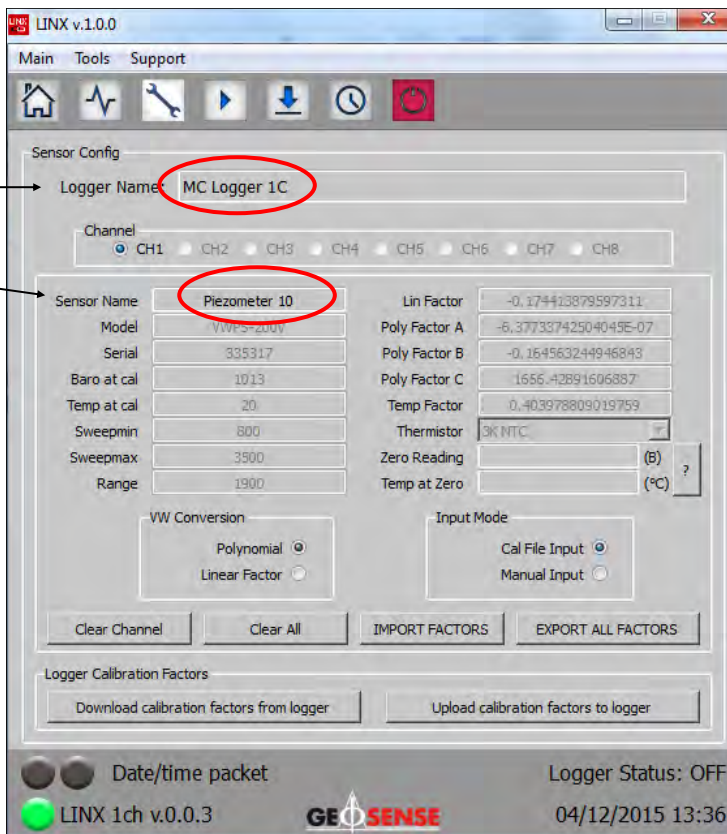 LINX v.1.0.0
Main Tools Support
Sensor Config
Logger Name: MC Logger 1C
Channel
CH1 CH2 CH3 CH4 CH5 CH6 CH7 CH8
Sensor Name Piezometer 10 Lin Factor -0.174413879597311
Model VWPS-200V Poly Factor A -6.37733742504045E-07
Serial 335317 Poly Factor B -0.164563244946843
Baro at cal 1013 Poly Factor C 1656.42891606887
Temp at cal 20 Temp Factor 0.403978809019759
Sweepmin 800 Thermistor 3K NTC
Sweepmax 3500 Zero Reading (B)
Range 1900 Temp at Zero (°C) ?
VW Conversion Input Mode
Polynomial Cal File Input
Linear Factor Manual Input
Clear Channel Clear All IMPORT FACTORS EXPORT ALL FACTORS
Logger Calibration Factors
Download calibration factors from logger Upload calibration factors to logger
Date/time packet Logger Status: OFF
LINX 1ch v.0.0.3 GEOSENSE 04/12/2015 13:36